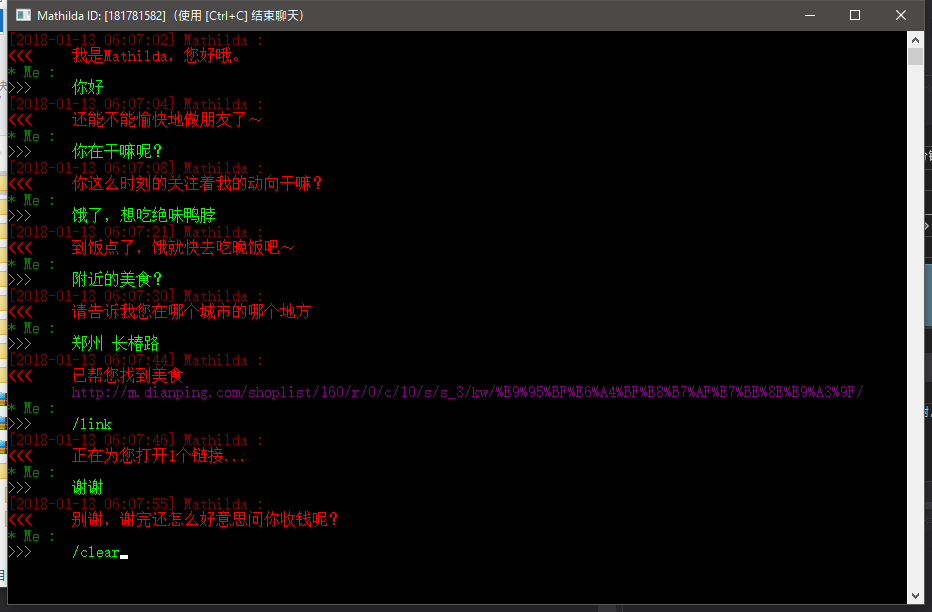 Mathilda ID: [181781582]（使用 [Ctrl+C] 结束聊天）
[2018-01-13 06:07:02] Mathilda :
<<< 我是Mathilda, 您好哦。
* Me :
>>> 你好
[2018-01-13 06:07:04] Mathilda :
<<< 还能不能愉快地做朋友了～
* Me :
>>> 你在干嘛呢？
[2018-01-13 06:07:08] Mathilda :
<<< 你这么时刻的关注着我的动向干嘛？
* Me :
>>> 饿了，想吃绝味鸭脖
[2018-01-13 06:07:21] Mathilda :
<<< 到饭点了，饿就快去吃晚饭吧～
* Me :
>>> 附近的美食？
[2018-01-13 06:07:30] Mathilda :
<<< 请告诉我您在哪个城市的哪个地方
* Me :
>>> 郑州 长椿路
[2018-01-13 06:07:44] Mathilda :
<<< 已帮您找到美食
http://m.dianping.com/shoplist/160/r/0/c/10/s/s_3/kw/%E9%95%BF%E6%A4%BF%E8%B7%AF%E7%BE%8E%E9%A3%9F/
* Me :
>>> /link
[2018-01-13 06:07:46] Mathilda :
<<< 正在为您打开1个链接...
* Me :
>>> 谢谢
[2018-01-13 06:07:55] Mathilda :
<<< 别谢，谢完还怎么好意思问你收钱呢？
* Me :
>>> /clear